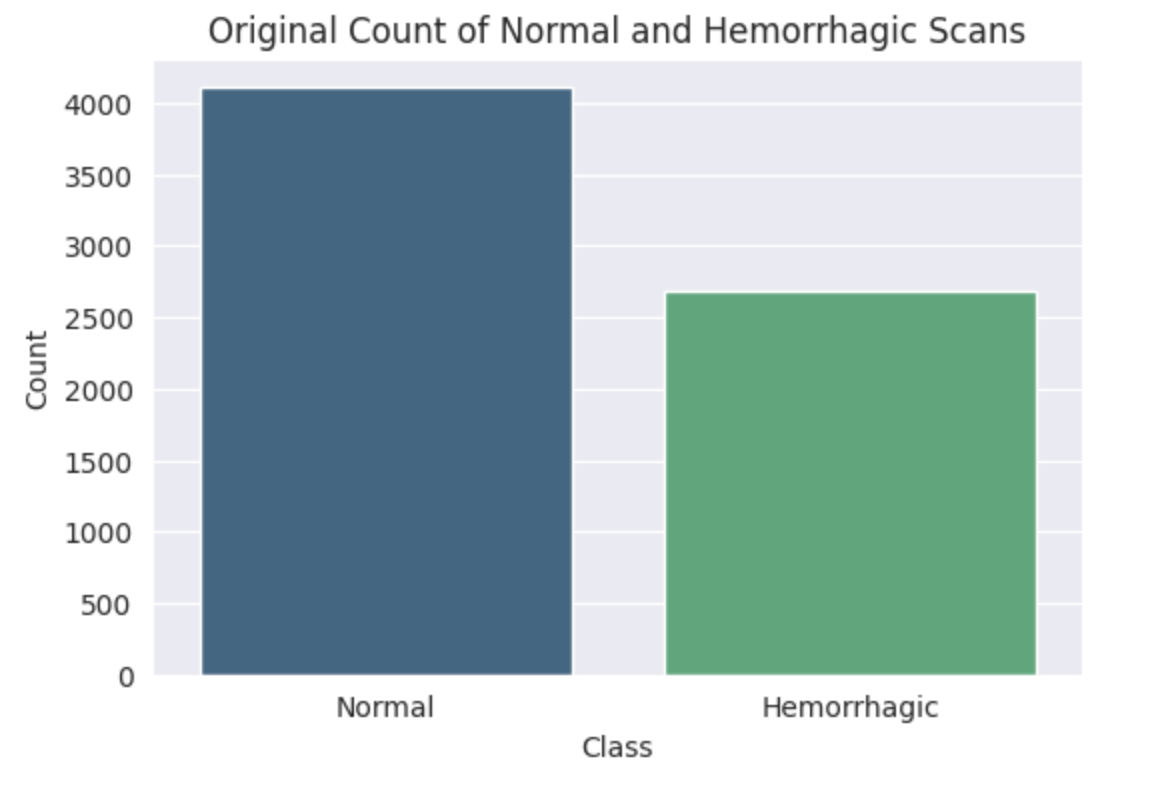 Original Count of Normal and Hemorrhagic Scans
4000
3500
3000
2500
2000
1500
1000
500
0
Count
Normal Hemorrhagic
Class